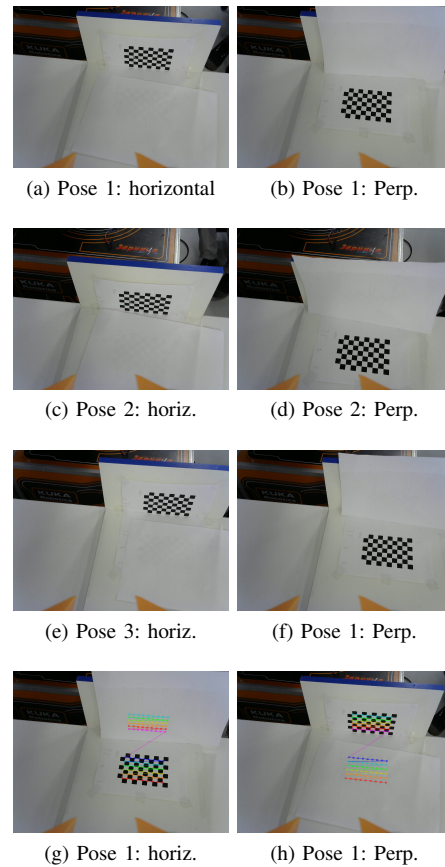 (a) Pose 1: horizontal
(b) Pose 1: Perp.
(c) Pose 2: horiz.
(d) Pose 2: Perp.
KUKA
(e) Pose 3: horiz.
(f) Pose 1: Perp.
(g) Pose 1: horiz.
(h) Pose 1: Perp.